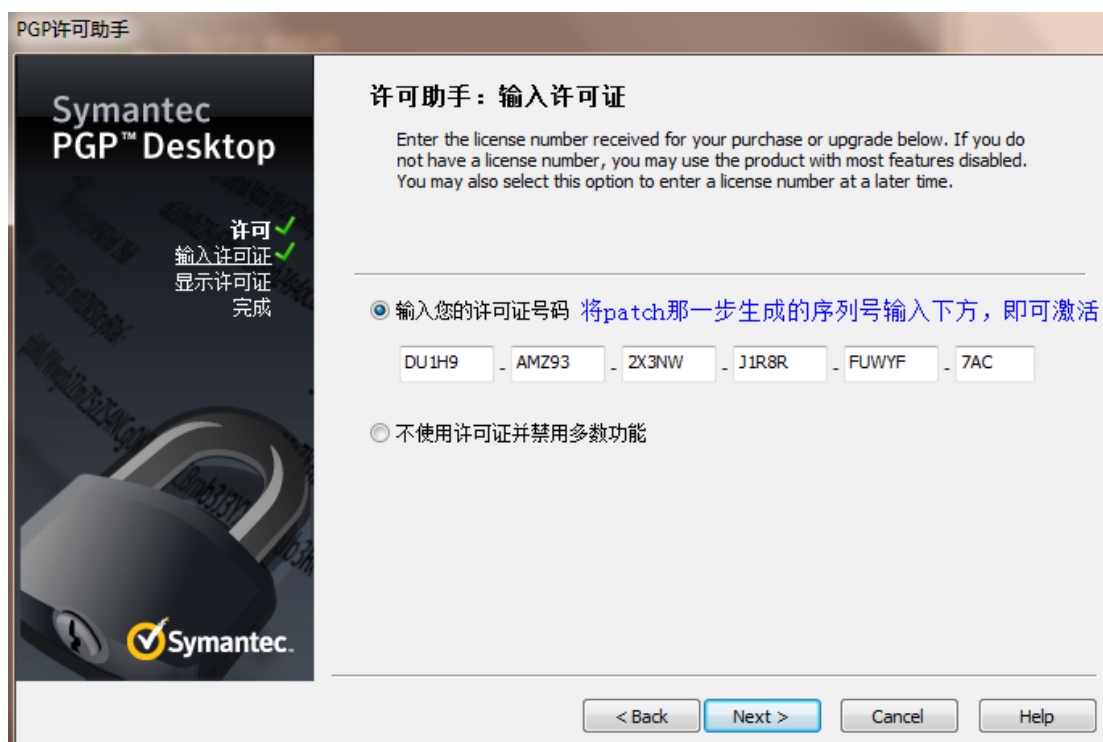 PGP许可助手
Symantec
PGP™ Desktop
许可
输入许可证
显示许可证
完成
Symantec.
许可助手：输入许可证
Enter the license number received for your purchase or upgrade below. If you do
not have a license number, you may use the product with most features disabled.
You may also select this option to enter a license number at a later time.
输入您的许可证号码 将patch那一步生成的序列号输入下方，即可激活
DU1H9 - AMZ93 - 2X3NW - J1R8R - FUWYF - 7AC
不使用许可证并禁用多数功能
< Back Next > Cancel Help